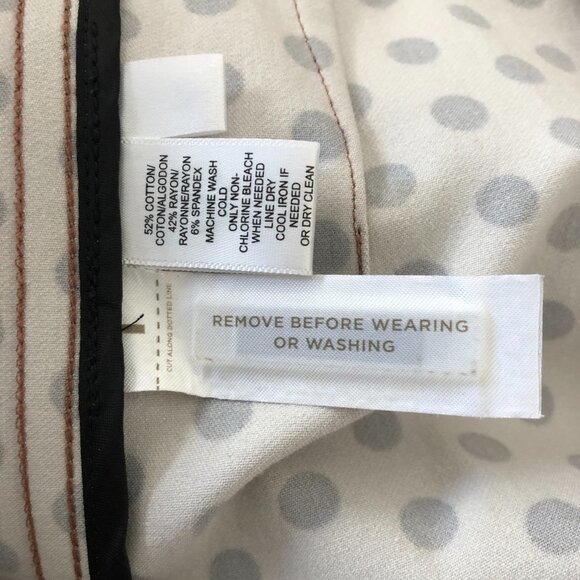 52% COTTON/
COTON/ALGODON
42% RAYON/
RAYONNE/RAYON
6% SPANDEX
MACHINE WASH
COLD
ONLY NON-
CHLORINE BLEACH
WHEN NEEDED
LINE DRY
COOL IRON IF
NEEDED
OR DRY CLEAN
CUT ALONG DOTTED LINE
REMOVE BEFORE WEARING
OR WASHING